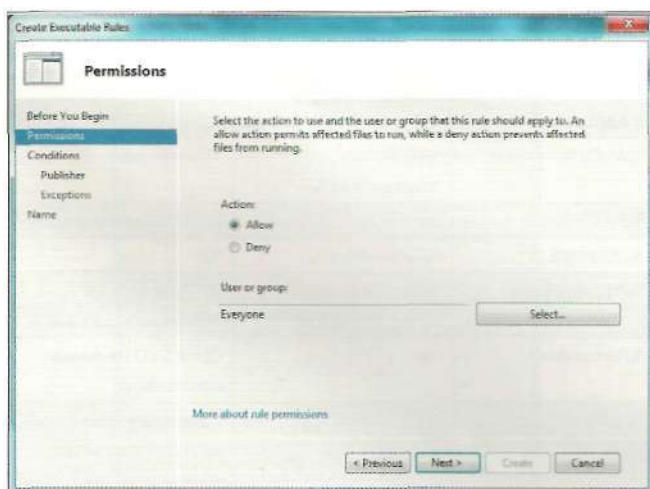 Create Executable Rules
Permissions
Before You Begin
Permissions
Conditions
Publisher
Exceptions
Name
Select the action to use and the user or group that this rule should apply to. An
allow action permits affected files to run, while a deny action prevents affected
files from running.
Action:
Allow
Deny
User or group:
Everyone
Select...
More about rule permissions
< Previous
Next >
Create
Cancel